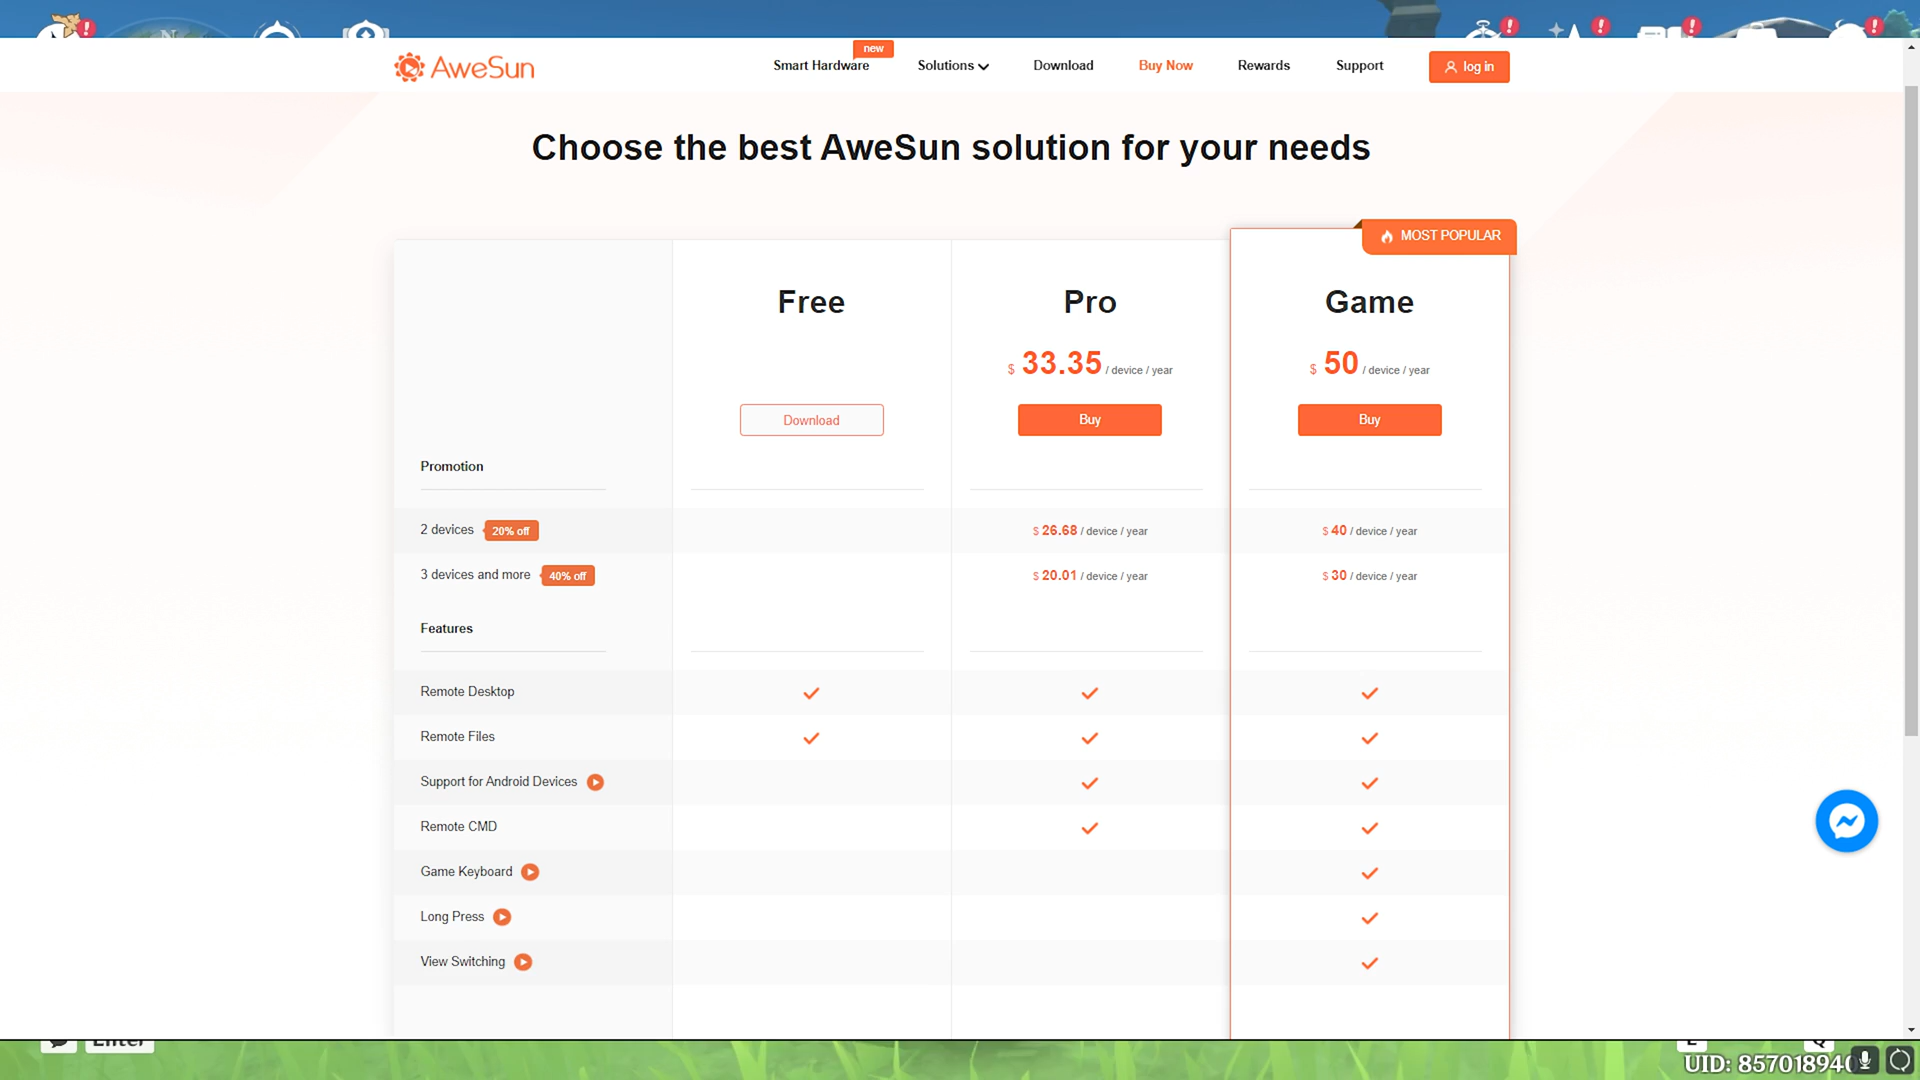 new
AweSun
Smart Hardware Solutions Download Buy Now Rewards Support log in
Choose the best AweSun solution for your needs
MOST POPULAR
Free Pro Game
$ 33.35 / device / year $ 50 / device / year
Download Buy Buy
Promotion
2 devices 20% off $ 26.68 / device / year $ 40 / device / year
3 devices and more 40% off $ 20.01 / device / year $ 30 / device / year
Features
Remote Desktop
Remote Files
Support for Android Devices
Remote CMD
Game Keyboard
Long Press
View Switching
Enter
UID: 857018940